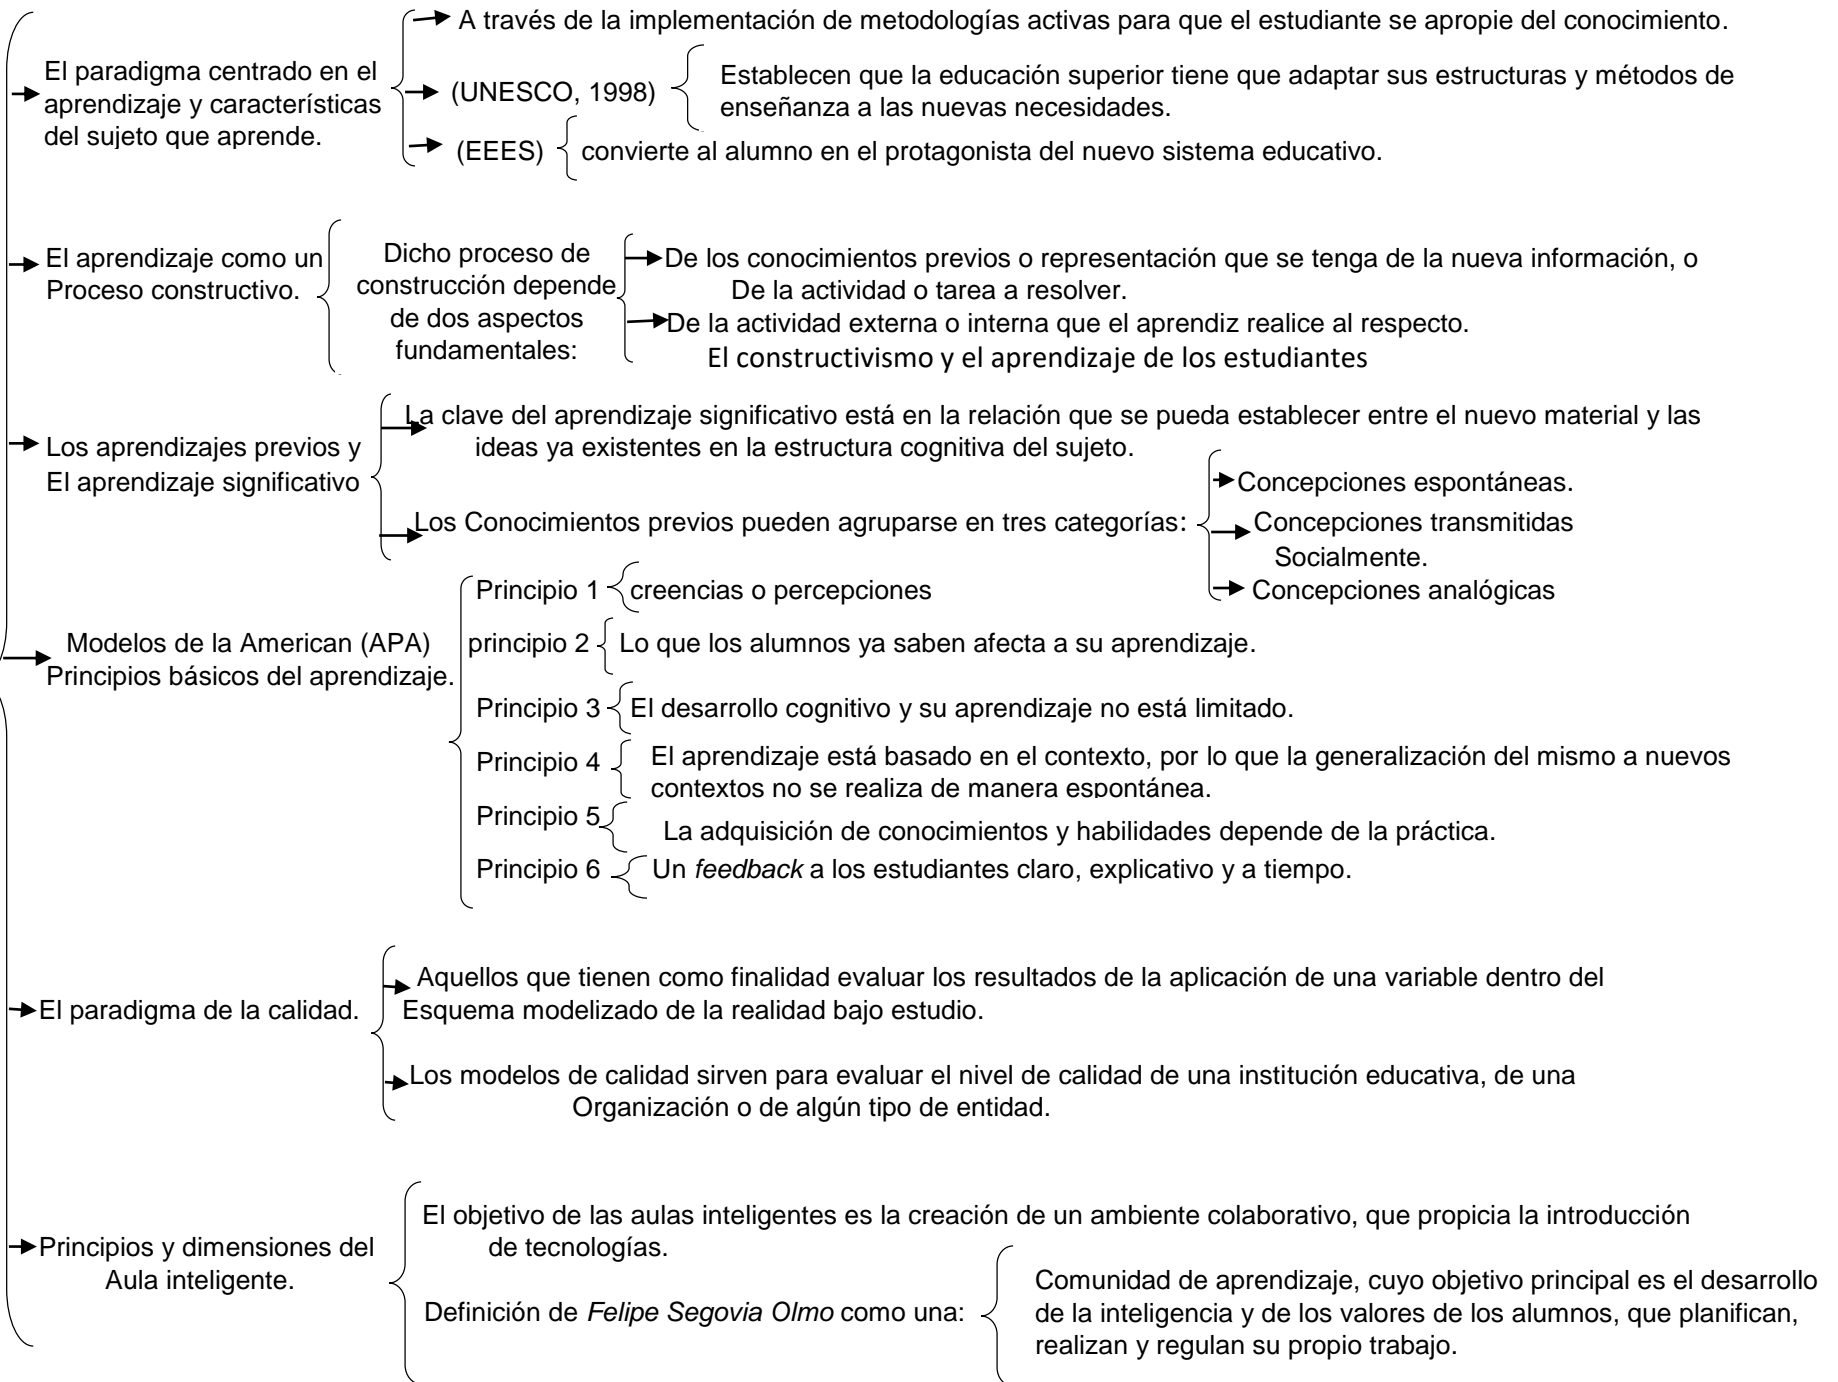 A través de la implementación de metodologías activas para que el estudiante se apropie del conocimiento.
El paradigma centrado en el
aprendizaje y características
del sujeto que aprende.
(UNESCO, 1998)
Establecen que la educación superior tiene que adaptar sus estructuras y métodos de
enseñanza a las nuevas necesidades.
(EEES)
convierte al alumno en el protagonista del nuevo sistema educativo.
El aprendizaje como un
Proceso constructivo.
Dicho proceso de
construcción depende
de dos aspectos
fundamentales:
De los conocimientos previos o representación que se tenga de la nueva información, o
De la actividad o tarea a resolver.
De la actividad externa o interna que el aprendiz realice al respecto.
El constructivismo y el aprendizaje de los estudiantes
Los aprendizajes previos y
El aprendizaje significativo
La clave del aprendizaje significativo está en la relación que se pueda establecer entre el nuevo material y las
ideas ya existentes en la estructura cognitiva del sujeto.
Los Conocimientos previos pueden agruparse en tres categorías:
Concepciones espontáneas.
Concepciones transmitidas
Socialmente.
Concepciones analógicas
Modelos de la American (APA)
Principios básicos del aprendizaje.
Principio 1
creencias o percepciones
principio 2
Lo que los alumnos ya saben afecta a su aprendizaje.
Principio 3
El desarrollo cognitivo y su aprendizaje no está limitado.
Principio 4
El aprendizaje está basado en el contexto, por lo que la generalización del mismo a nuevos
contextos no se realiza de manera espontánea.
Principio 5
La adquisición de conocimientos y habilidades depende de la práctica.
Principio 6
Un feedback a los estudiantes claro, explicativo y a tiempo.
El paradigma de la calidad.
Aquellos que tienen como finalidad evaluar los resultados de la aplicación de una variable dentro del
Esquema modelizado de la realidad bajo estudio.
Los modelos de calidad sirven para evaluar el nivel de calidad de una institución educativa, de una
Organización o de algún tipo de entidad.
Principios y dimensiones del
Aula inteligente.
El objetivo de las aulas inteligentes es la creación de un ambiente colaborativo, que propicia la introducción
de tecnologías.
Definición de Felipe Segovia Olmo como una:
Comunidad de aprendizaje, cuyo objetivo principal es el desarrollo
de la inteligencia y de los valores de los alumnos, que planifican,
realizan y regulan su propio trabajo.